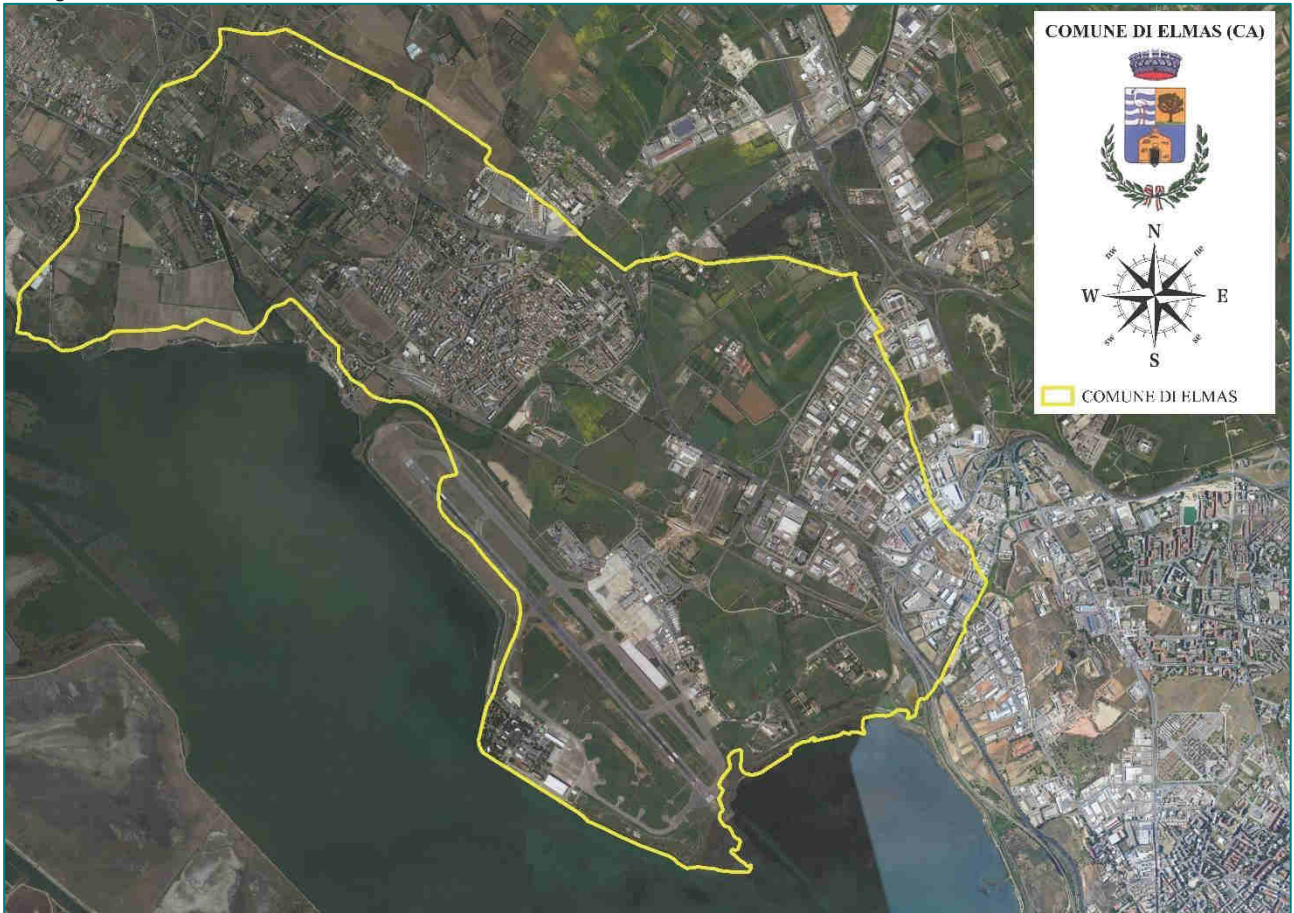 COMUNE DI ELMAS (CA)
N
nw ne
W E
sw se
S
COMUNE DI ELMAS